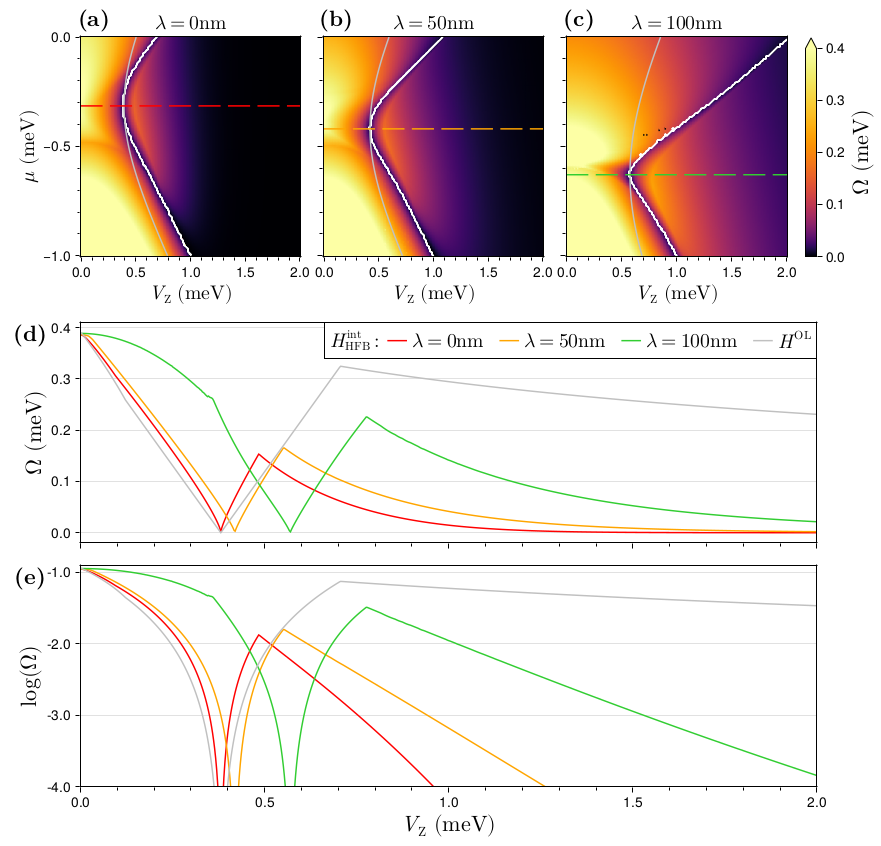 (a) λ = 0nm (b) λ = 50nm (c) λ = 100nm
0.0
−0.5
−1.0
μ (meV)
0.0 0.5 1.0 1.5 2.0 0.0 0.5 1.0 1.5 2.0 0.0 0.5 1.0 1.5 2.0
V_Z (meV) V_Z (meV) V_Z (meV)
0.4
0.3
0.2
0.1
0.0
Ω (meV)
(d)
H_HFB^int: λ = 0nm λ = 50nm λ = 100nm H^OL
0.4
0.3
0.2
0.1
0.0
Ω (meV)
(e)
-1.0
-2.0
-3.0
-4.0
log(Ω)
0.0 0.5 1.0 1.5 2.0
V_Z (meV)